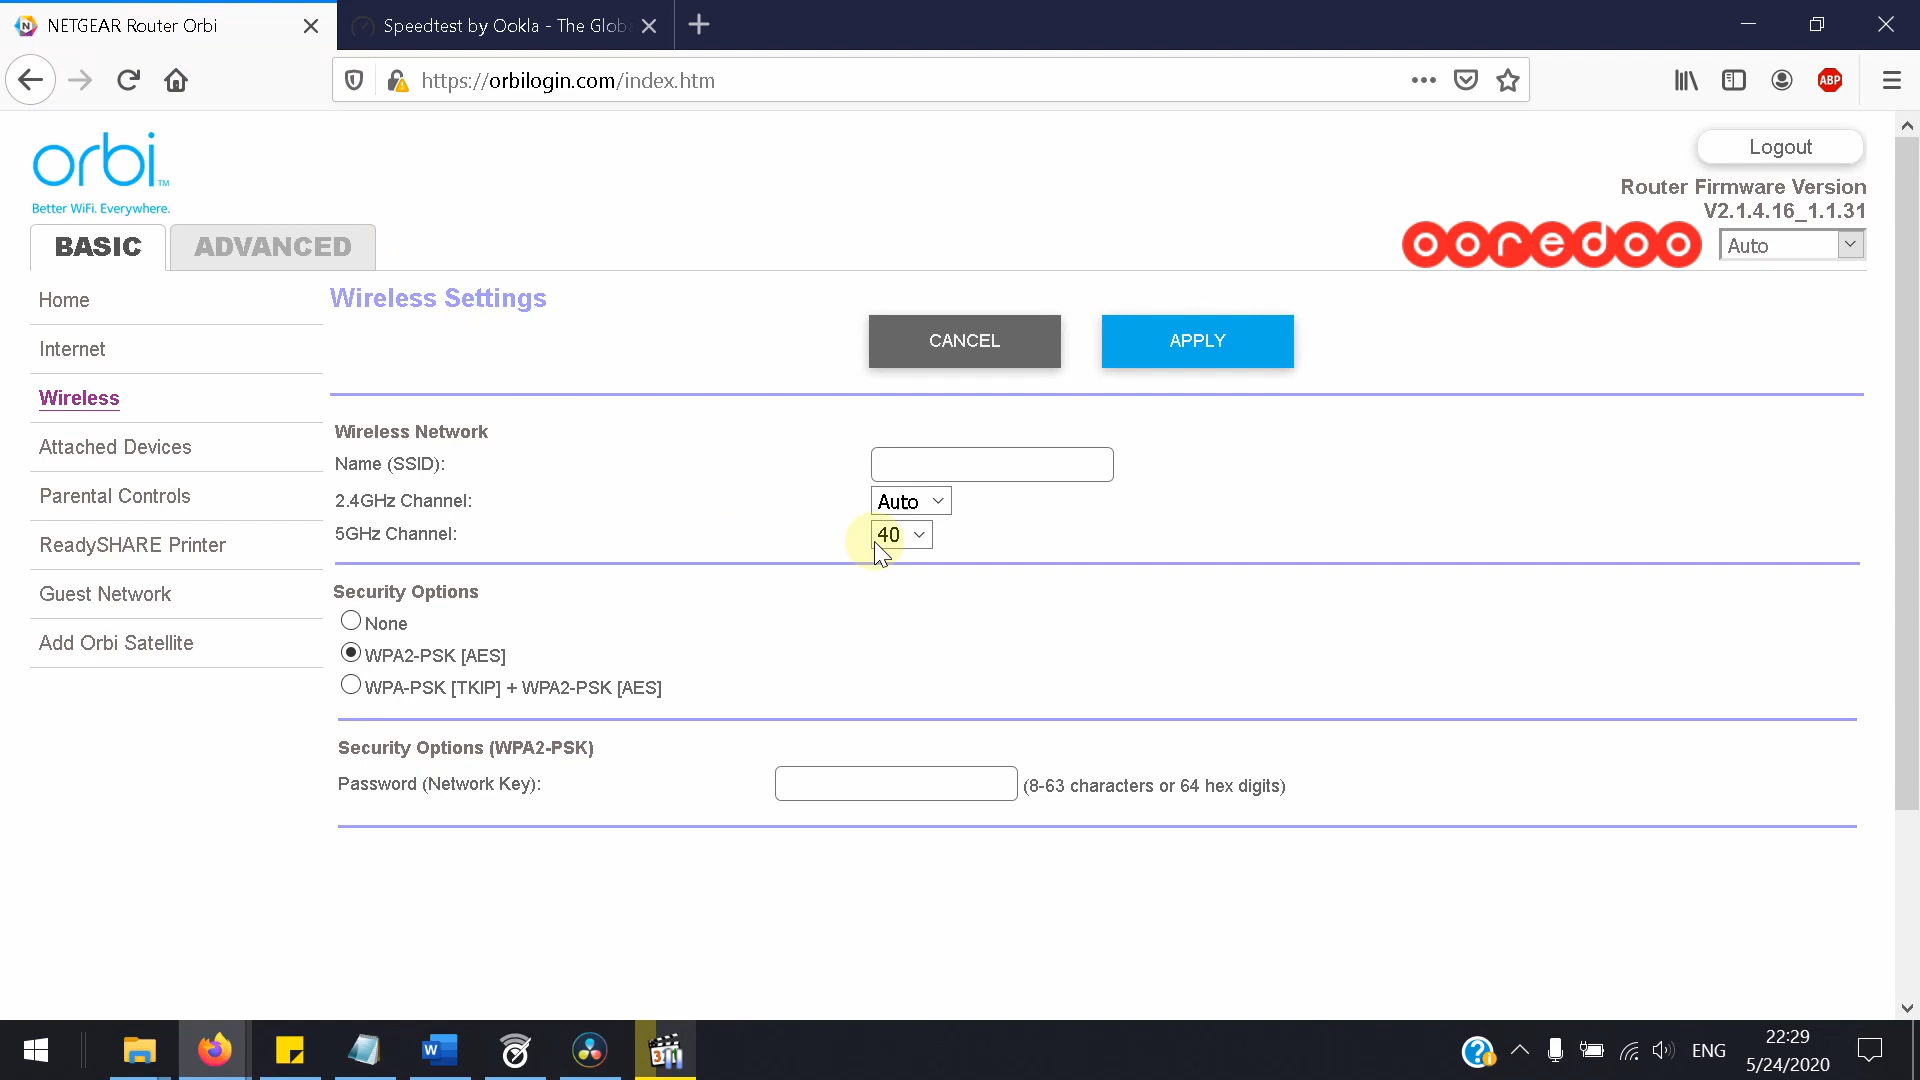 NETGEAR Router Orbi
Speedtest by Ookla - The Glob
https://orbilogin.com/index.htm
ABP
orbi™
Better WiFi. Everywhere.
Logout
Router Firmware Version
V2.1.4.16_1.1.31
BASIC
ADVANCED
ooredoo
Auto
Home
Internet
Wireless
Attached Devices
Parental Controls
ReadySHARE Printer
Guest Network
Add Orbi Satellite
Wireless Settings
CANCEL
APPLY
Wireless Network
Name (SSID):
2.4GHz Channel:
Auto
5GHz Channel:
40
Security Options
None
WPA2-PSK [AES]
WPA-PSK [TKIP] + WPA2-PSK [AES]
Security Options (WPA2-PSK)
Password (Network Key):
(8-63 characters or 64 hex digits)
ENG
22:29
5/24/2020